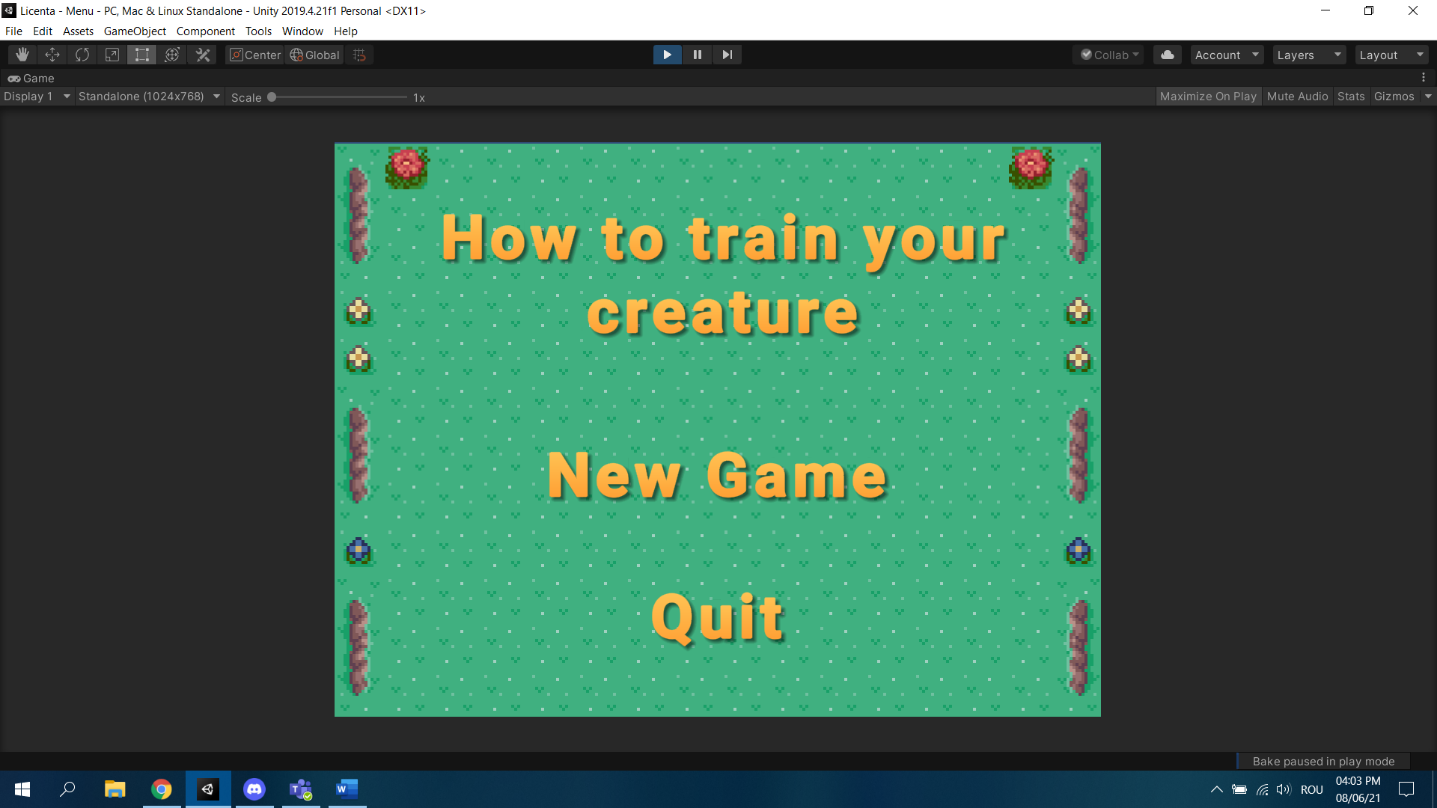 Licenta - Menu - PC, Mac & Linux Standalone - Unity 2019.4.21f1 Personal <DX11>
File Edit Assets GameObject Component Tools Window Help
Center Global Collab Account Layers Layout
Game
Display 1 Standalone (1024x768) Scale 1x Maximize On Play Mute Audio Stats Gizmos
How to train your
creature
New Game
Quit
Bake paused in play mode
04:03 PM
ROU
08/06/21